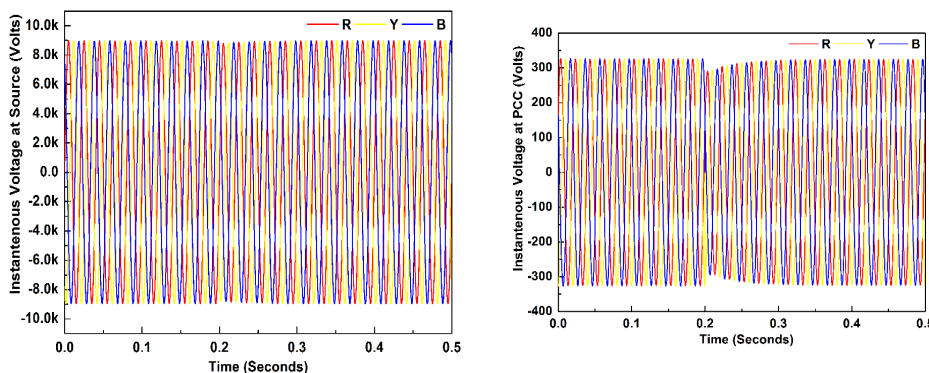 R Y B
Instantenous Voltage at Source (Volts)
10.0k
8.0k
6.0k
4.0k
2.0k
0.0
-2.0k
-4.0k
-6.0k
-8.0k
-10.0k
0.0 0.1 0.2 0.3 0.4 0.5
Time (Seconds)
R Y B
Instantenous Voltage at PCC (Volts)
400
300
200
100
0
-100
-200
-300
-400
0.0 0.1 0.2 0.3 0.4 0.5
Time (Seconds)